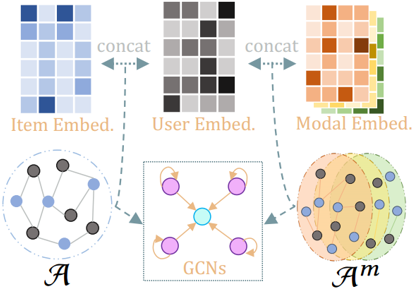 concat
concat
Item Embed.
User Embed.
Modal Embed.
GCNs
𝒜
𝒜ᵐ